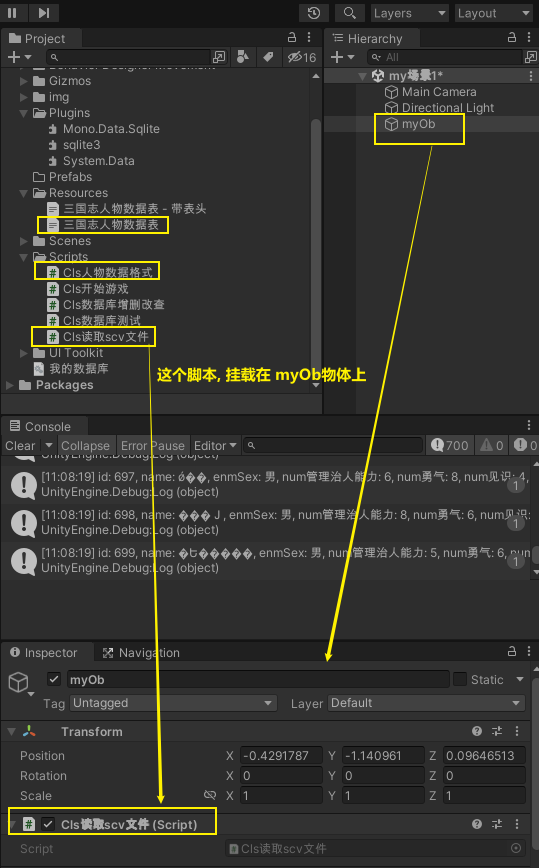 Layers
Layout
Project
Hierarchy
16
All
Behavior Designer Movement
Gizmos
img
Plugins
Mono.Data.Sqlite
sqlite3
System.Data
Prefabs
Resources
三国志人物数据表 - 带表头
三国志人物数据表
Scenes
Scripts
Cls人物数据格式
Cls开始游戏
Cls数据库增删改查
Cls数据库测试
Cls读取scv文件
UI Toolkit
我的数据库
Packages
my场景1*
Main Camera
Directional Light
myOb
这个脚本, 挂载在 myOb物体上
Console
Clear
Collapse
Error Pause
Editor
700
0
0
UnityEngine.Debug:Log (object)
[11:08:19] id: 697, name: ǿ��, enmSex: 男, num管理治人能力: 6, num勇气: 8, num见识: 4,
UnityEngine.Debug:Log (object)
1
[11:08:19] id: 698, name: ���J, enmSex: 男, num管理治人能力: 8, num勇气: 6, num见识:
UnityEngine.Debug:Log (object)
1
[11:08:19] id: 699, name: �Ե�����, enmSex: 男, num管理治人能力: 5, num勇气: 6, num
UnityEngine.Debug:Log (object)
1
Inspector
Navigation
myOb
Static
Tag
Untagged
Layer
Default
Transform
Position
X
-0.4291787
Y
-1.140961
Z
0.09646513
Rotation
X
0
Y
0
Z
0
Scale
X
1
Y
1
Z
1
Cls读取scv文件 (Script)
Script
Cls读取scv文件